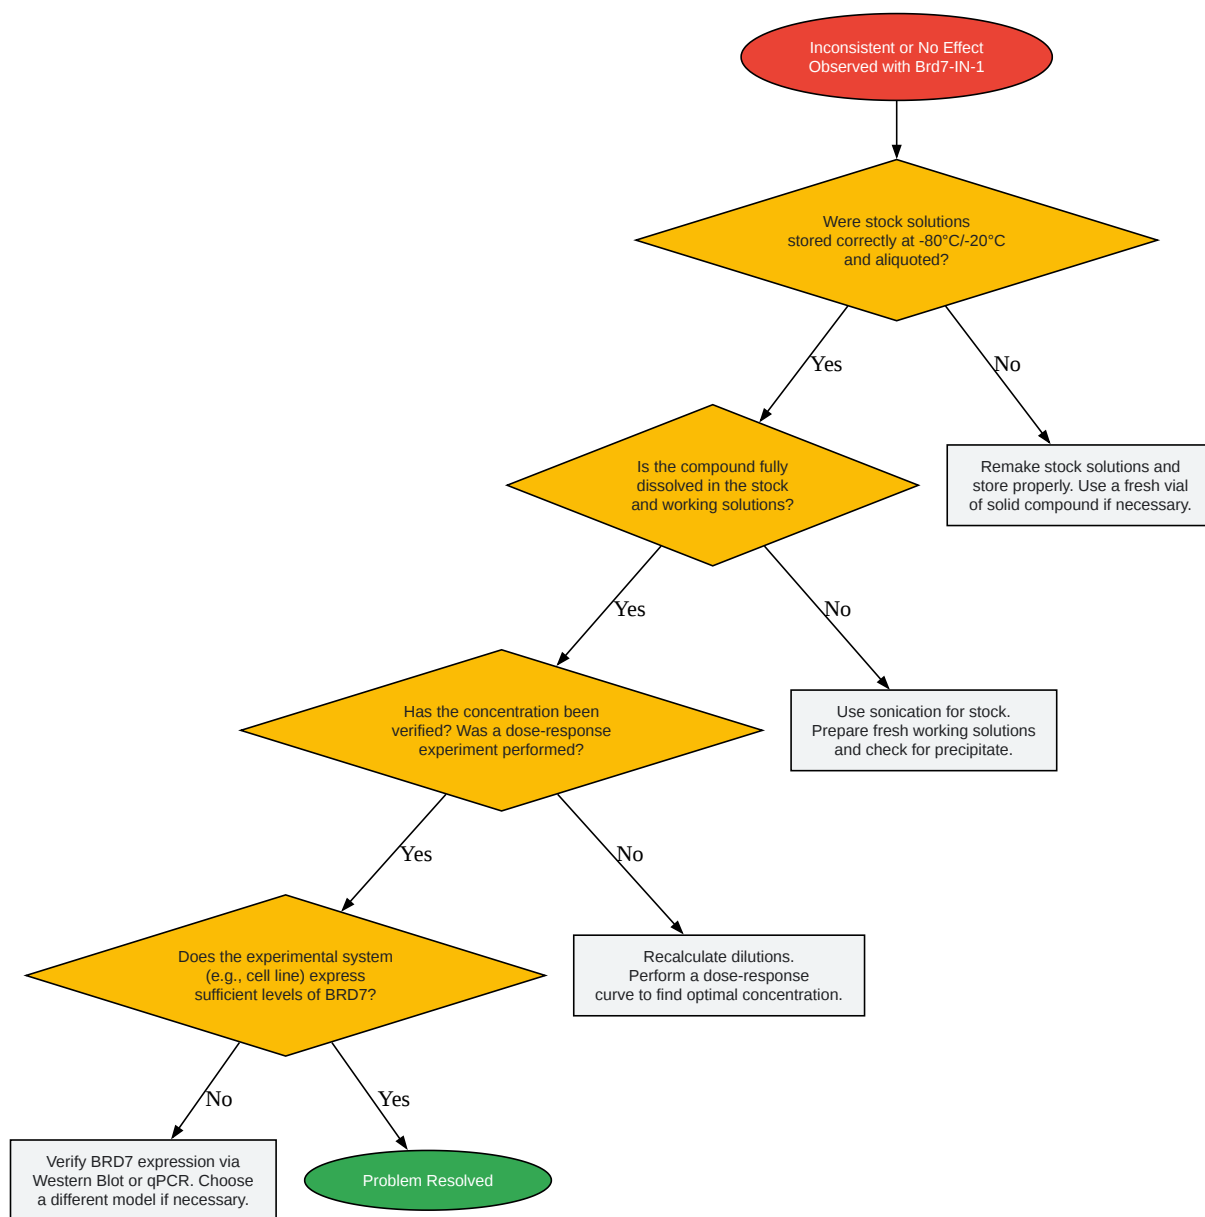 Inconsistent or No Effect
Observed with Brd7-IN-1
Were stock solutions
stored correctly at -80°C/-20°C
and aliquoted?
Yes
No
Is the compound fully
dissolved in the stock
and working solutions?
Remake stock solutions and
store properly. Use a fresh vial
of solid compound if necessary.
Yes
No
Has the concentration been
verified? Was a dose-response
experiment performed?
Use sonication for stock.
Prepare fresh working solutions
and check for precipitate.
Yes
No
Does the experimental system
(e.g., cell line) express
sufficient levels of BRD7?
Recalculate dilutions.
Perform a dose-response
curve to find optimal concentration.
No
Yes
Verify BRD7 expression via
Western Blot or qPCR. Choose
a different model if necessary.
Problem Resolved